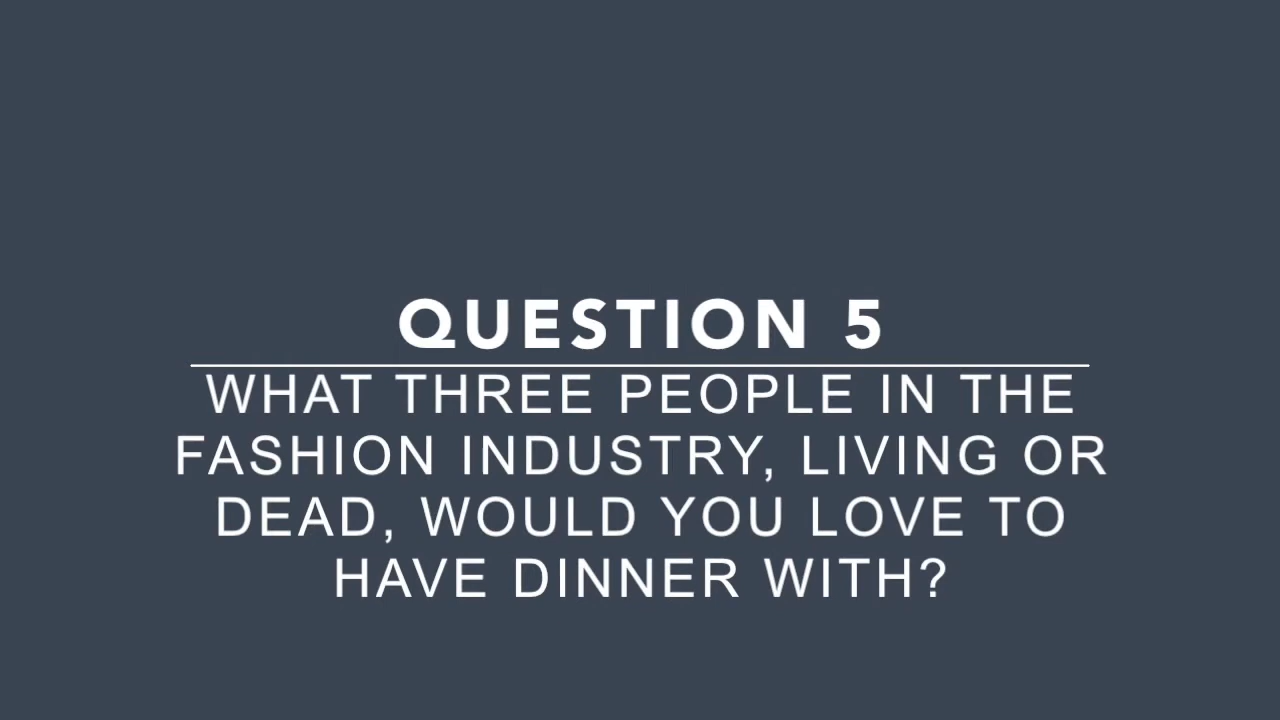 QUESTION 5
WHAT THREE PEOPLE IN THE
FASHION INDUSTRY, LIVING OR
DEAD, WOULD YOU LOVE TO
HAVE DINNER WITH?